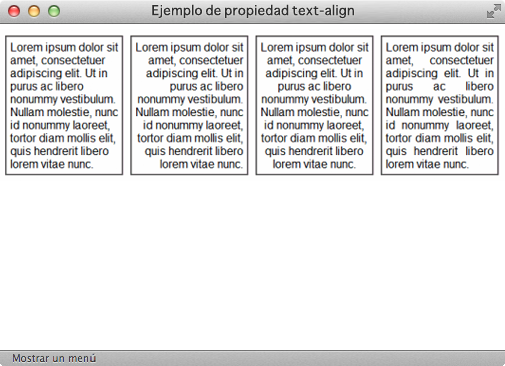 Ejemplo de propiedad text-align
Lorem ipsum dolor sit
amet, consectetuer
adipiscing elit. Ut in
purus ac libero
nonummy vestibulum.
Nullam molestie, nunc
id nonummy laoreet,
tortor diam mollis elit,
quis hendrerit libero
lorem vitae nunc.
Lorem ipsum dolor sit
amet, consectetuer
adipiscing elit. Ut in
purus ac libero
nonummy vestibulum.
Nullam molestie, nunc
id nonummy laoreet,
tortor diam mollis elit,
quis hendrerit libero
lorem vitae nunc.
Lorem ipsum dolor sit
amet, consectetuer
adipiscing elit. Ut in
purus ac libero
nonummy vestibulum.
Nullam molestie, nunc
id nonummy laoreet,
tortor diam mollis elit,
quis hendrerit libero
lorem vitae nunc.
Lorem ipsum dolor sit
amet, consectetuer
adipiscing elit. Ut in
purus ac libero
nonummy vestibulum.
Nullam molestie, nunc
id nonummy laoreet,
tortor diam mollis elit,
quis hendrerit libero
lorem vitae nunc.
Mostrar un menú